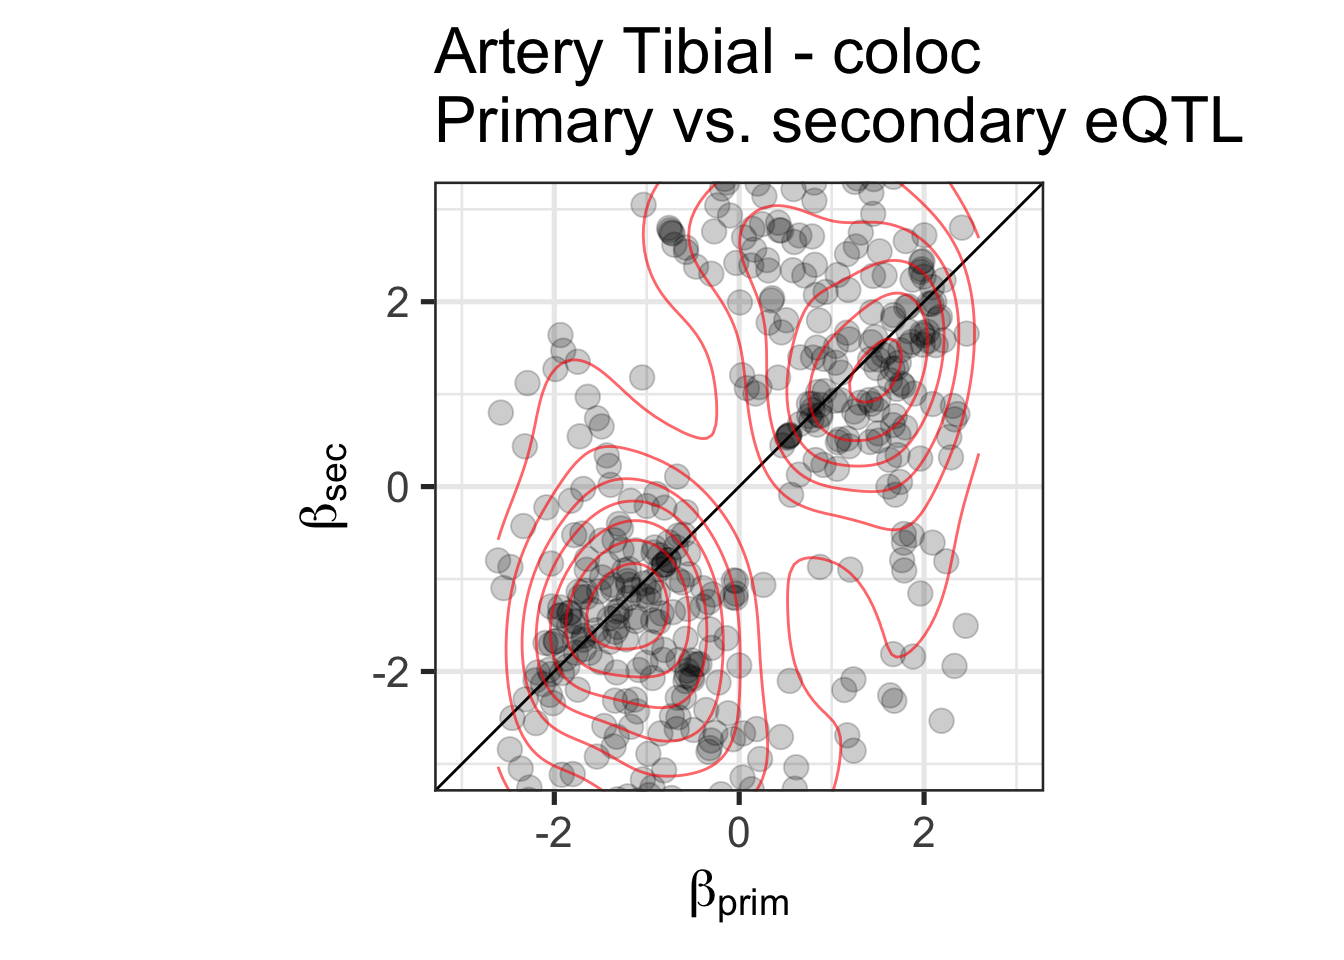 Artery Tibial - coloc
Primary vs. secondary eQTL
2
0
-2
βsec
-2 0 2
βprim